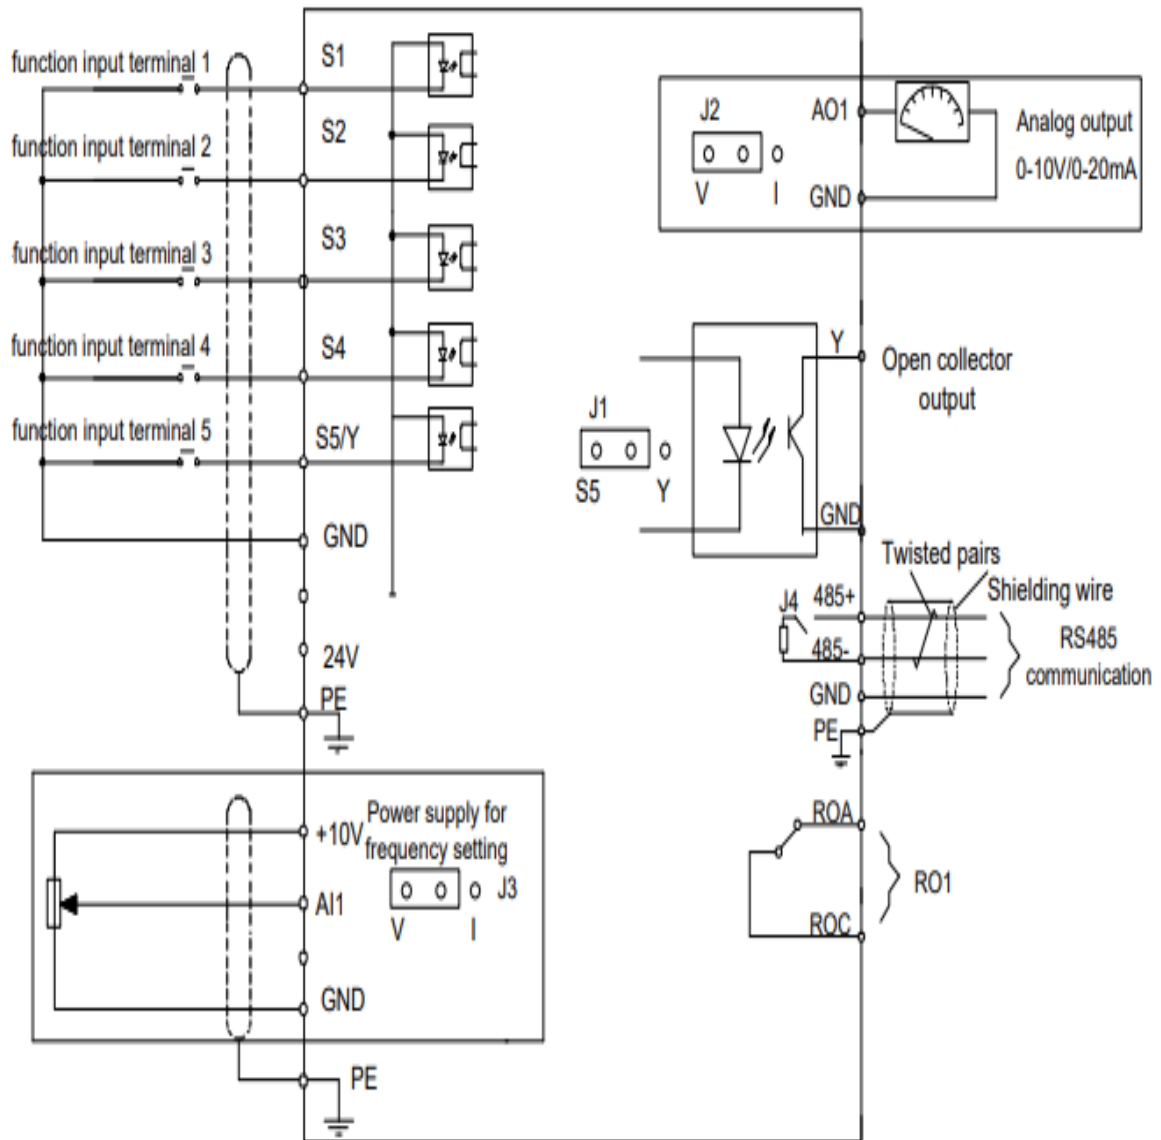 function input terminal 1
S1
function input terminal 2
S2
function input terminal 3
S3
function input terminal 4
S4
function input terminal 5
S5/Y
GND
24V
PE
+10V
Power supply for
frequency setting
AI1
J3
V I
GND
PE
J2
V I
AO1
GND
Analog output
0-10V/0-20mA
J1
S5 Y
Y
Open collector
output
GND
Twisted pairs
Shielding wire
J4
485+
485-
GND
PE
RS485
communication
ROA
ROC
RO1